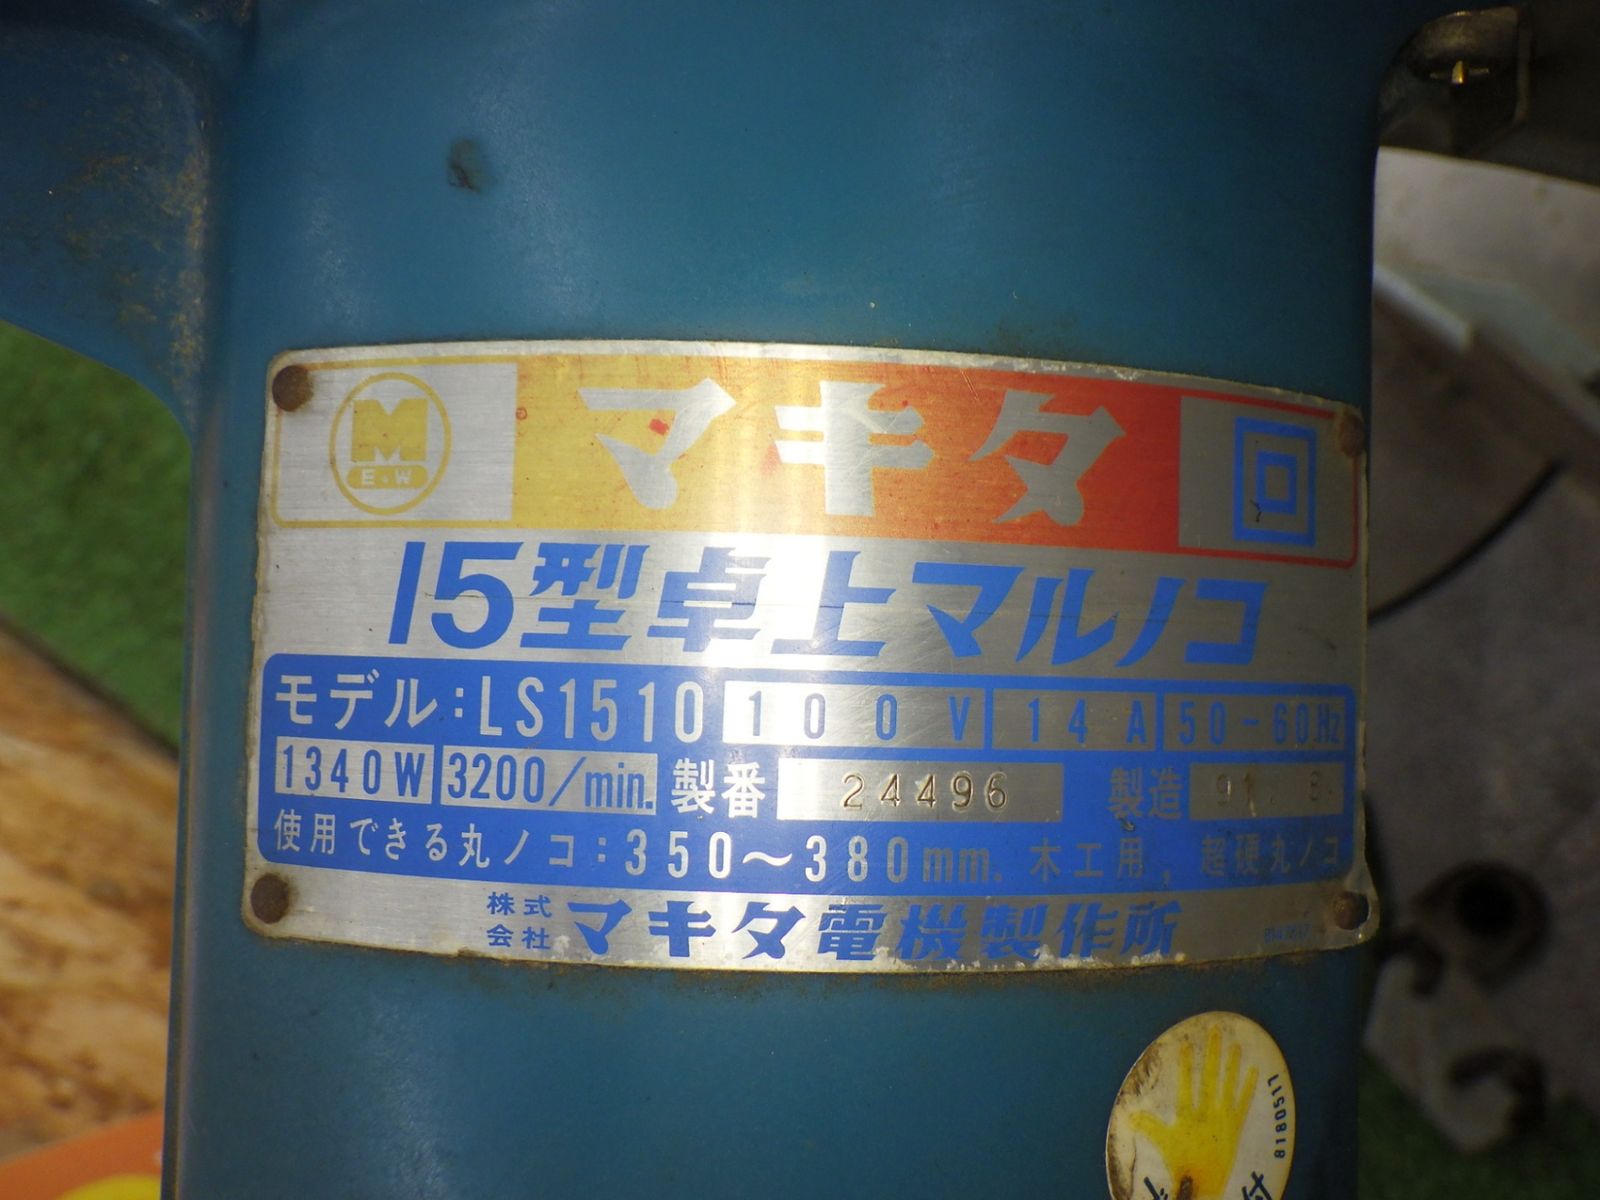 M
E・W
マキタ
15型卓上マルノコ
モデル:LS1510 100V 14A 50-60Hz
1340W 3200/min. 製番 24496 製造 91.
使用できる丸ノコ:350〜380mm. 木工用, 超硬丸ノコ
株式会社 マキタ電機製作所
8180511
付